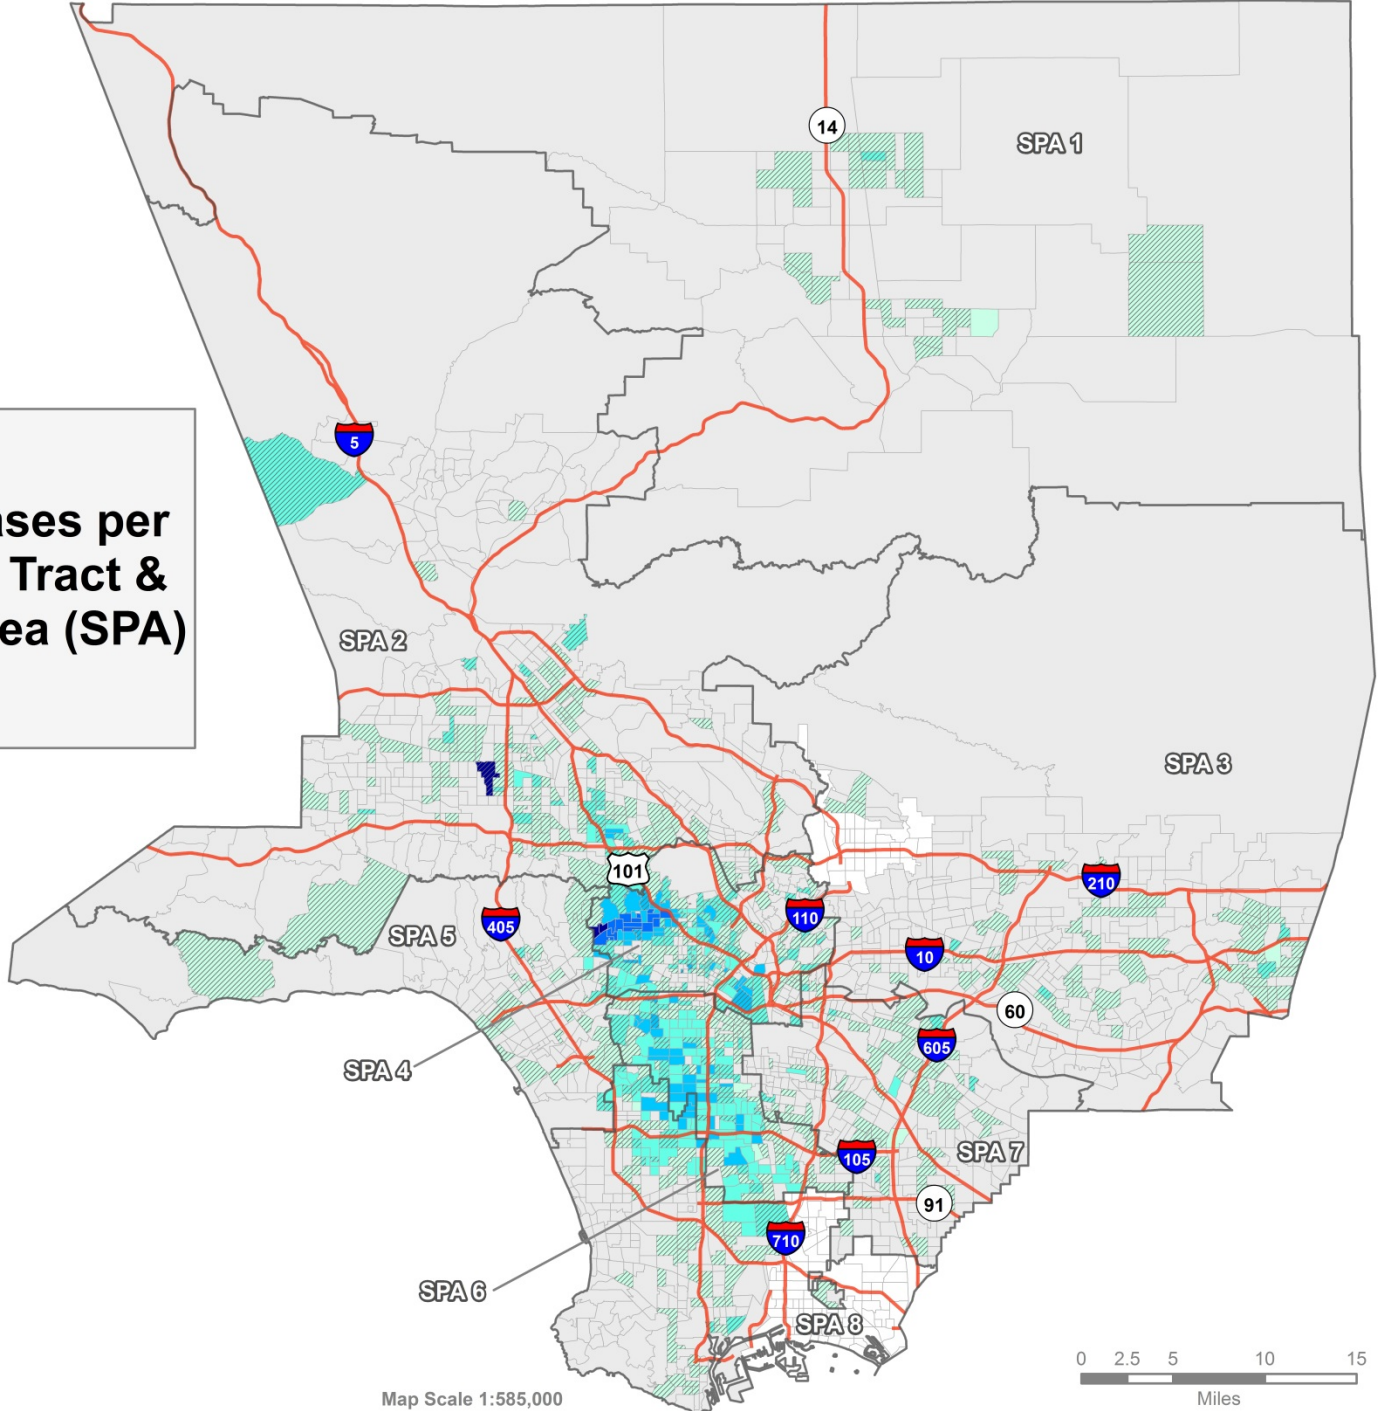 14
SPA 1
5
ases per
Tract &
ea (SPA)
SPA 2
SPA 3
101
210
405
SPA 5
110
10
60
605
SPA 4
105
SPA 7
91
710
SPA 6
SPA 8
0 2.5 5 10 15
Miles
Map Scale 1:585,000